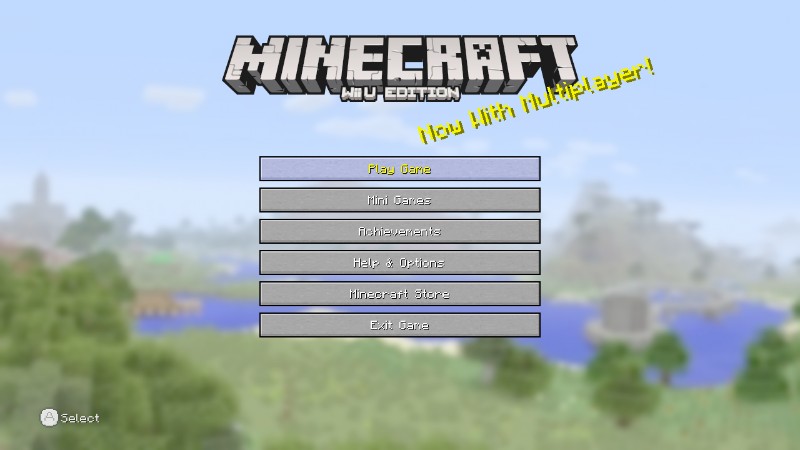 MINECRAFT
Wii U EDITION
Now With Multiplayer!
Play Game
Mini Games
Achievements
Help & Options
Minecraft Store
Exit Game
A Select